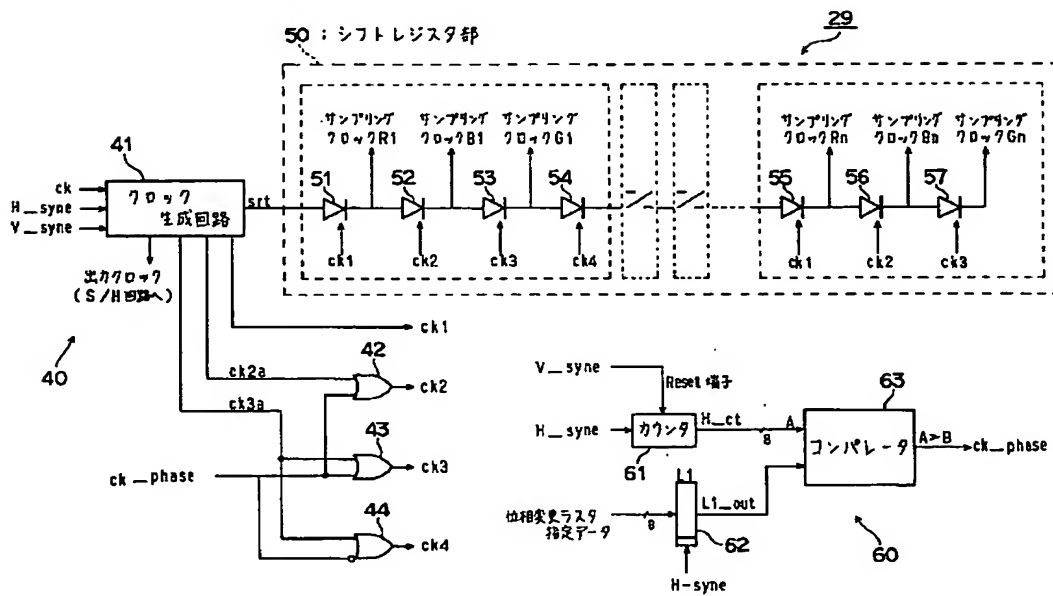 50 : シフトレジスタ部
29
サンプリング
クロックR1
サンプリング
クロックB1
サンプリング
クロックG1
サンプリング
クロックRn
サンプリング
クロックBn
サンプリング
クロックGn
41
ck
H_syne
V_syne
クロック
生成回路
srt
51
52
53
54
55
56
57
ck1
ck2
ck3
ck4
ck1
ck2
ck3
出力クロック
(S/H回路へ)
40
ck1
ck2a
42
ck2
ck3a
43
ck3
ck_phase
44
ck4
V_syne
Reset 端子
H_syne
カウンタ
61
H_ct
8
A
63
コンパレータ
A>B
ck_phase
L1
L1_out
位相変更ラスタ
指定データ
8
62
60
H-syne